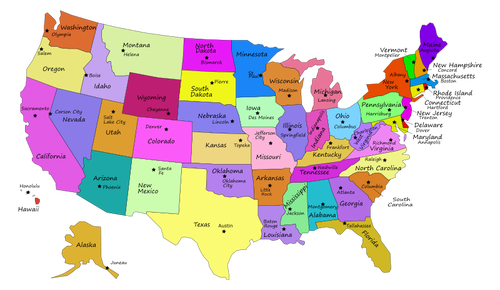 Washington
Olympia
Salem
Oregon
Montana
Helena
Boise
Idaho
Wyoming
Cheyenne
North
Dakota
Bismarck
South
Dakota
Pierre
Minnesota
Wisconsin
Madison
Michigan
Lansing
Vermont
Montpelier
Maine
New Hampshire
Concord
Massachusetts
Boston
Rhode Island
Providence
Connecticut
Hartford
New Jersey
Trenton
Delaware
Dover
Maryland
Annapolis
Albany
New
York
Pennsylvania
Harrisburg
Sacramento
California
Carson City
Nevada
Salt Lake
City
Utah
Denver
Colorado
Nebraska
Lincoln
Iowa
Des Moines
Illinois
Springfield
Indiana
Ohio
Columbus
Virginia
Richmond
Kansas
Topeka
Jefferson
City
Missouri
Kentucky
Frankfort
Nashville
Tennessee
Raleigh
North Carolina
Columbia
South
Carolina
Arizona
Phoenix
Santa
Fe
New
Mexico
Oklahoma
Oklahoma
City
Arkansas
Little
Rock
Mississippi
Jackson
Montgomery
Alabama
Atlanta
Georgia
Texas
Austin
Baton
Rouge
Louisiana
Tallahassee
Florida
Honolulu
Hawaii
Alaska
Juneau